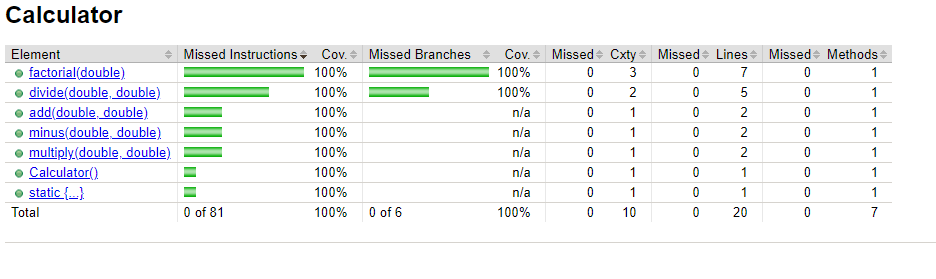 Calculator
Element Missed Instructions Cov. Missed Branches Cov. Missed Cxty Missed Lines Missed Methods
factorial(double) 100% 100% 0 3 0 7 0 1
divide(double, double) 100% 100% 0 2 0 5 0 1
add(double, double) 100% n/a 0 1 0 2 0 1
minus(double, double) 100% n/a 0 1 0 2 0 1
multiply(double, double) 100% n/a 0 1 0 2 0 1
Calculator() 100% n/a 0 1 0 1 0 1
static {...} 100% n/a 0 1 0 1 0 1
Total 0 of 81 100% 0 of 6 100% 0 10 0 20 0 7